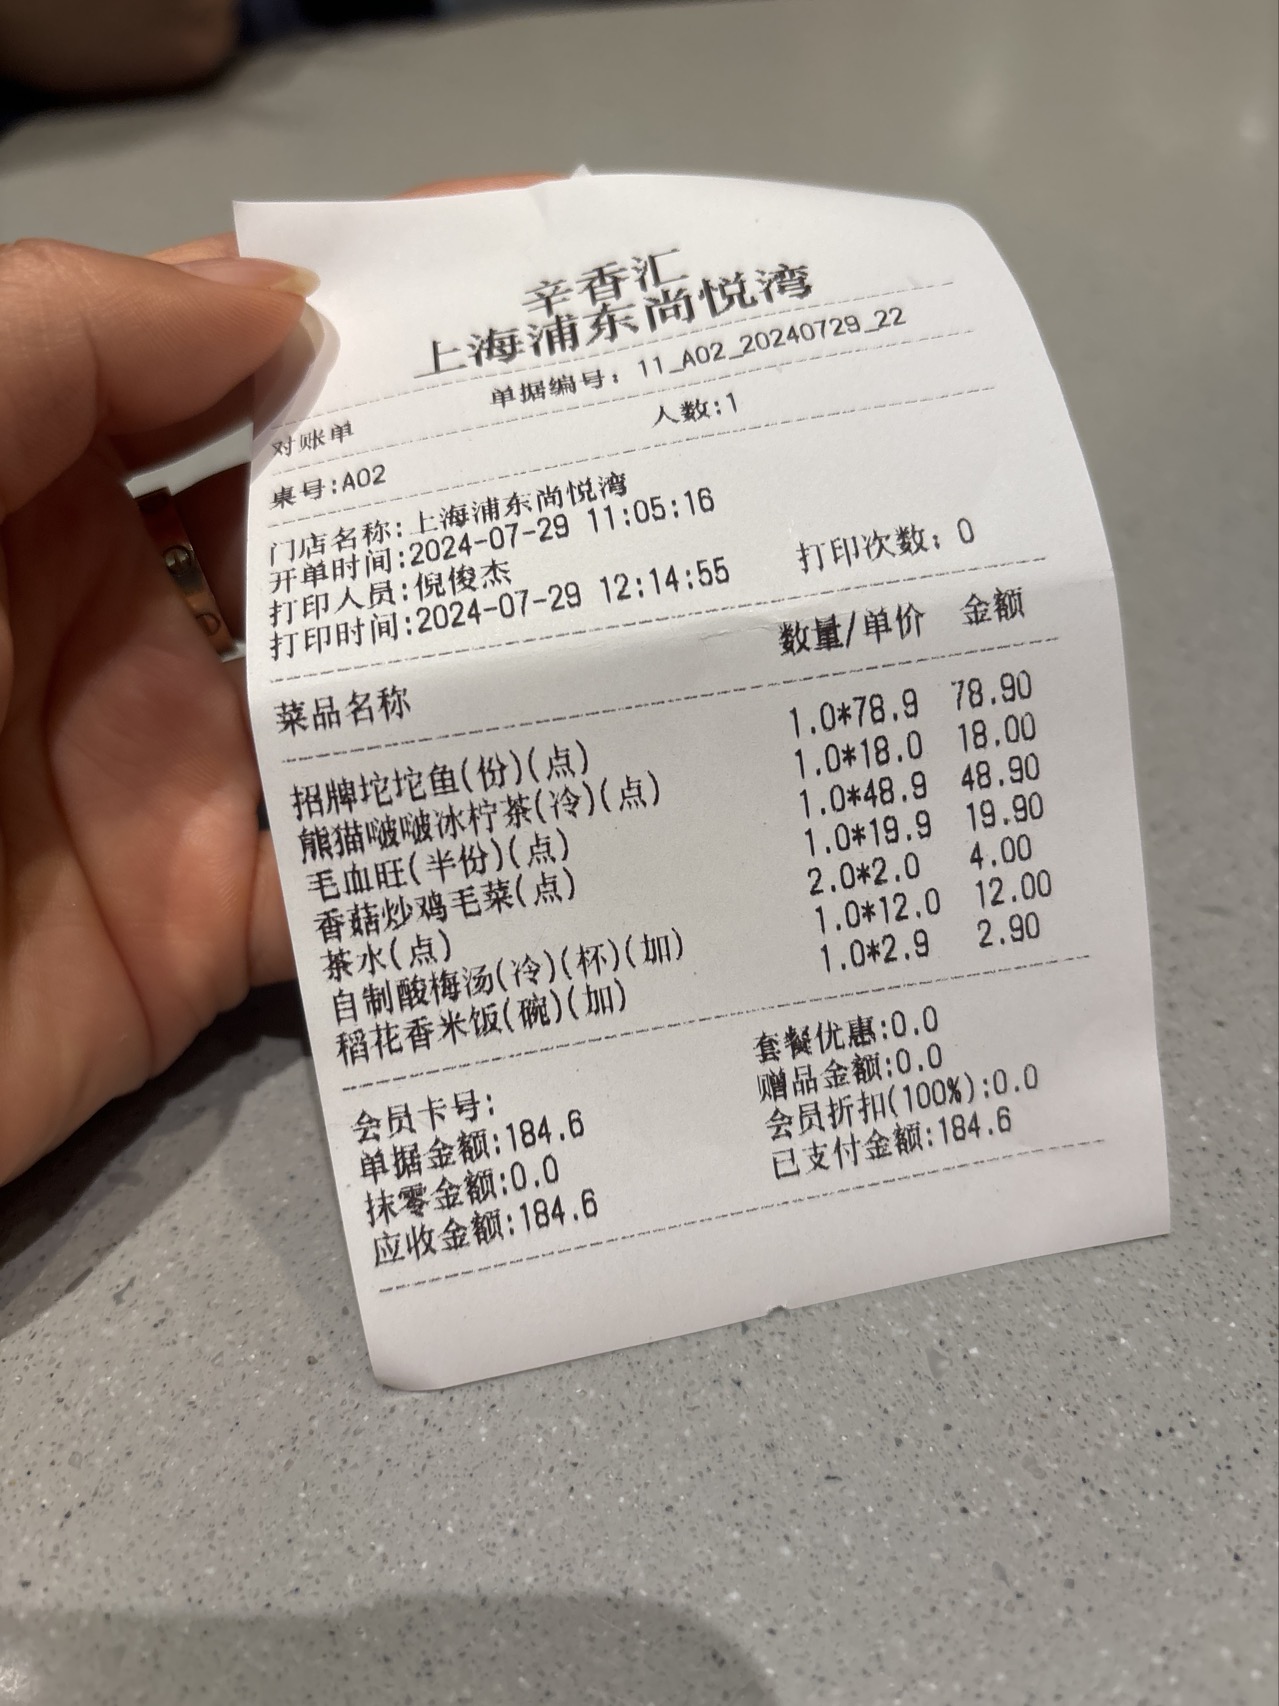 辛香汇
上海浦东尚悦湾
单据编号：11_A02_20240729_22
对账单
桌号:A02 人数:1
门店名称:上海浦东尚悦湾
开单时间:2024-07-29 11:05:16
打印人员:倪俊杰
打印时间:2024-07-29 12:14:55 打印次数：0
菜品名称 数量/单价 金额
招牌坨坨鱼(份)(点) 1.0*78.9 78.90
熊猫啵啵冰柠茶(冷)(点) 1.0*18.0 18.00
毛血旺(半份)(点) 1.0*48.9 48.90
香菇炒鸡毛菜(点) 1.0*19.9 19.90
茶水(点) 2.0*2.0 4.00
自制酸梅汤(冷)(杯)(加) 1.0*12.0 12.00
稻花香米饭(碗)(加) 1.0*2.9 2.90
会员卡号: 套餐优惠:0.0
单据金额:184.6 赠品金额:0.0
抹零金额:0.0 会员折扣(100%):0.0
应收金额:184.6 已支付金额:184.6